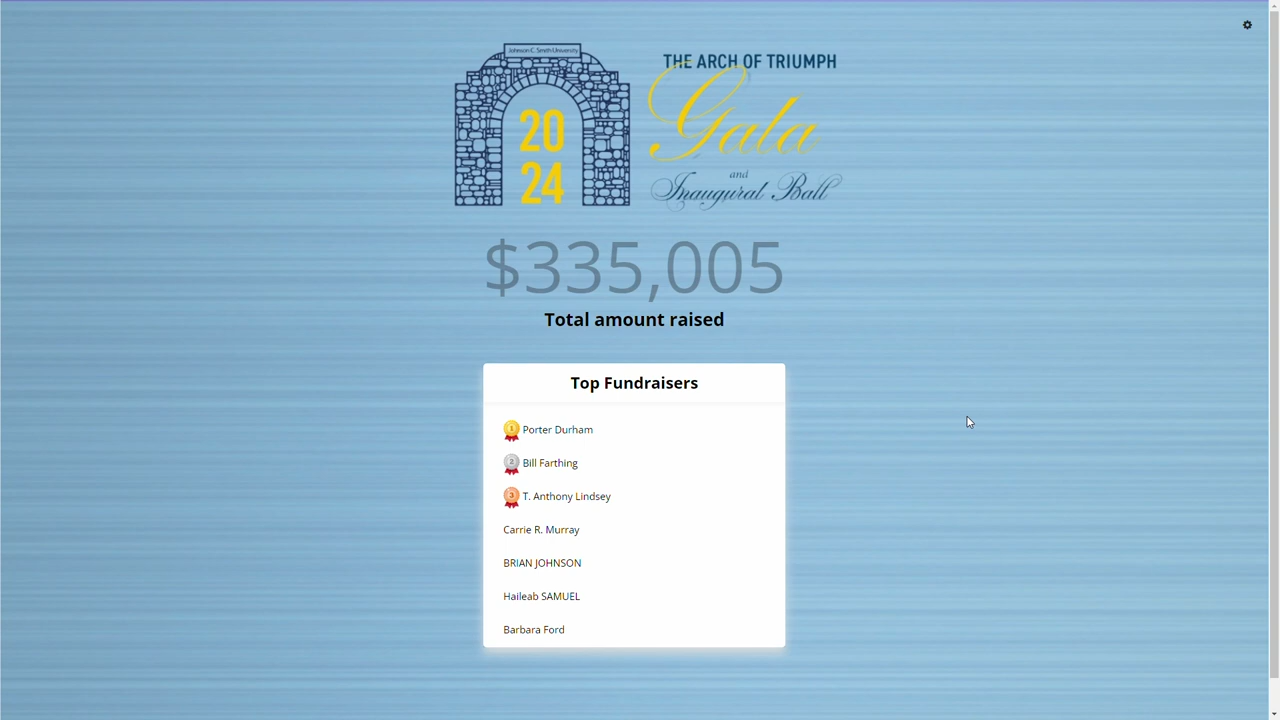 Johnson C. Smith University
20
24
THE ARCH OF TRIUMPH
Gala
and
Inaugural Ball
$335,005
Total amount raised
Top Fundraisers
1 Porter Durham
2 Bill Farthing
3 T. Anthony Lindsey
Carrie R. Murray
BRIAN JOHNSON
Haileab SAMUEL
Barbara Ford